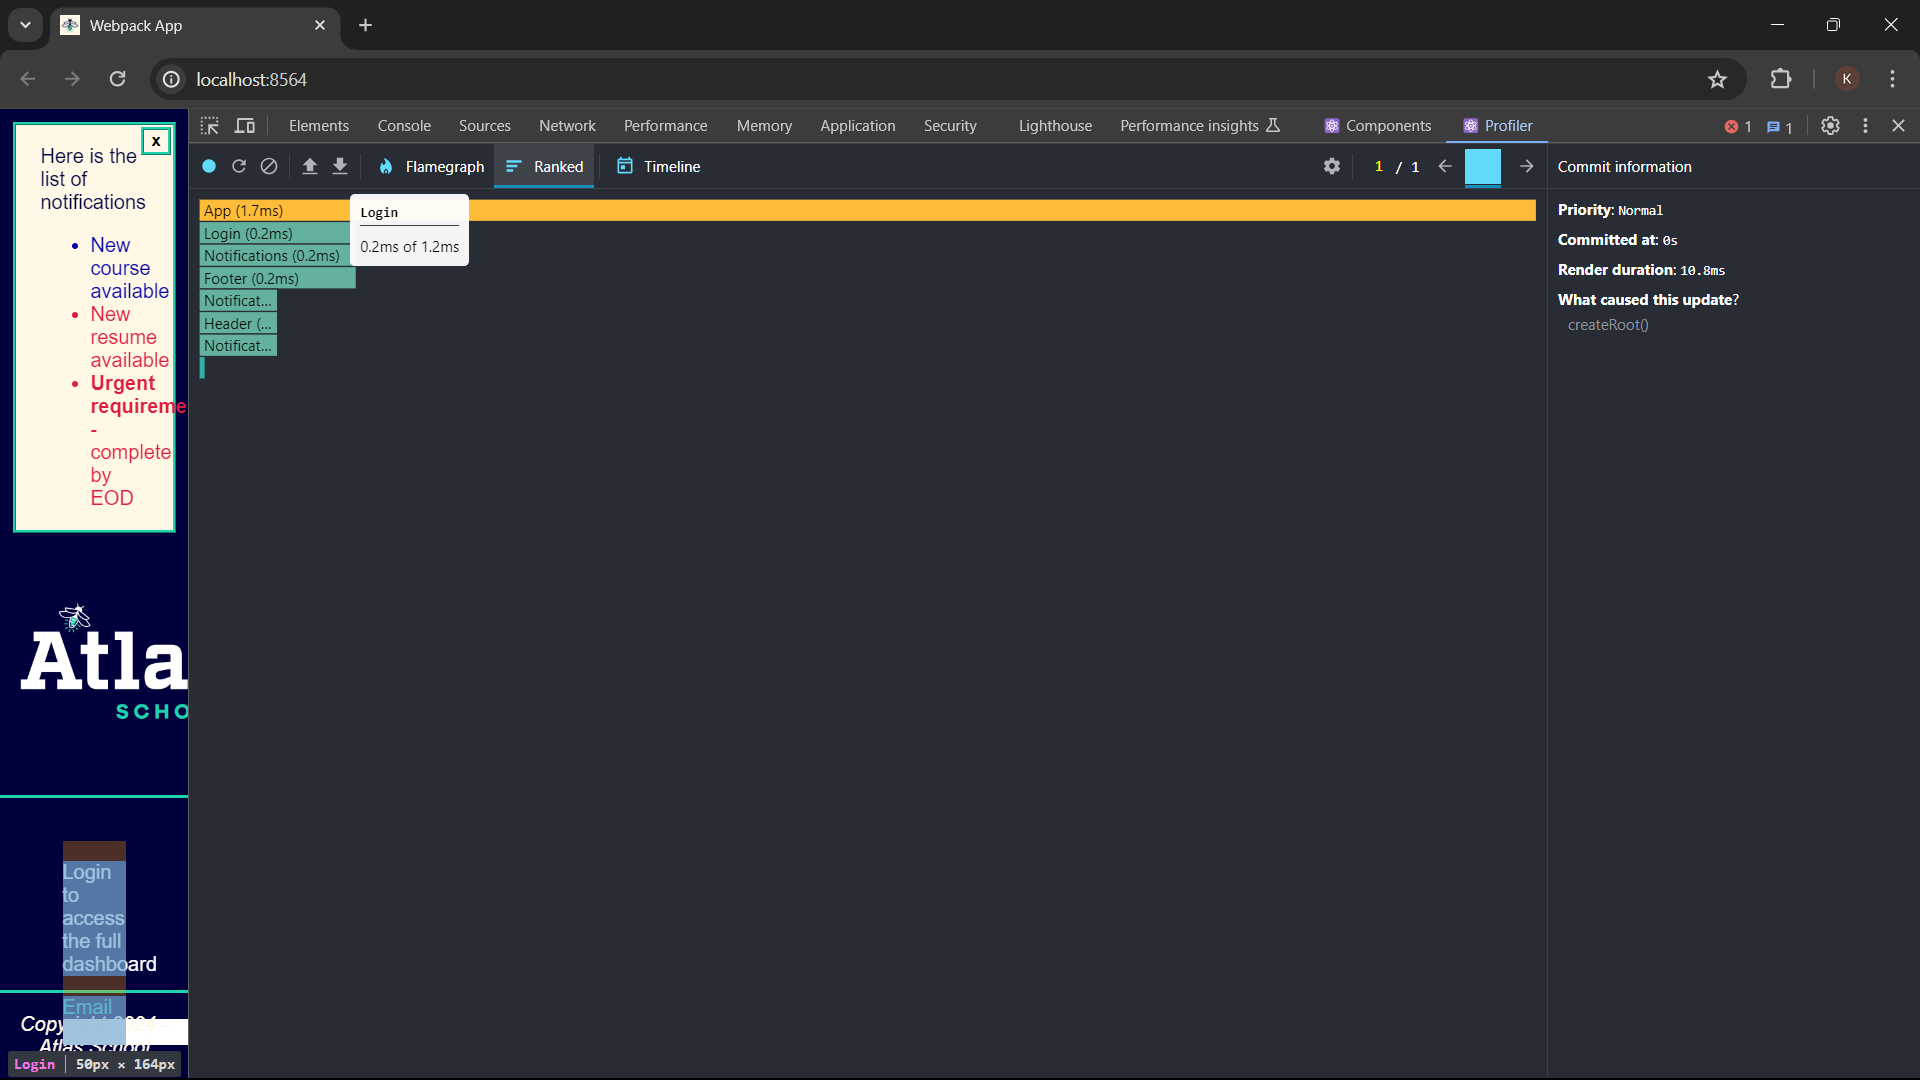 Webpack App
localhost:8564
K
Elements Console Sources Network Performance Memory Application Security Lighthouse Performance insights Components Profiler 1 1
Flamegraph Ranked Timeline 1 / 1 Commit information
App (1.7ms)
Login (0.2ms)
Notifications (0.2ms)
Footer (0.2ms)
Notificat...
Header (...
Notificat...
Login
0.2ms of 1.2ms
Priority: Normal
Committed at: 0s
Render duration: 10.8ms
What caused this update?
createRoot()
x
Here is the
list of
notifications
• New
course
available
• New
resume
available
• Urgent
requireme
-
complete
by
EOD
Atla
SCHO
Login
to
access
the full
dashboard
Email
Atlas School
Login 50px × 164px